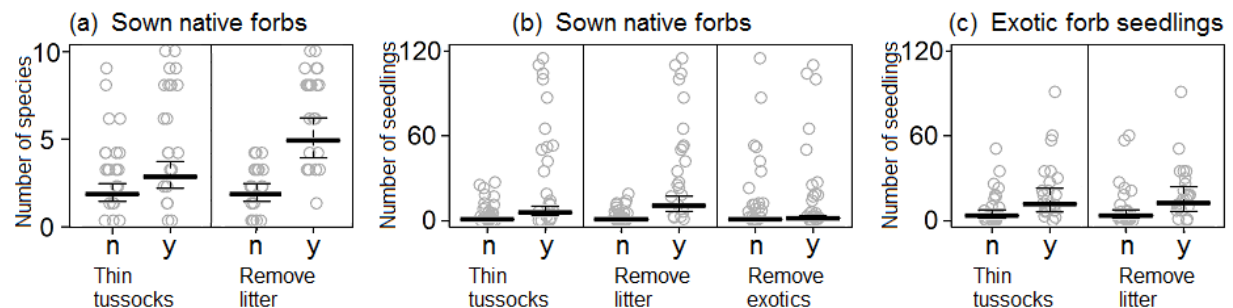 (a) Sown native forbs
Number of species
10
5
0
n y n y
Thin tussocks
Remove litter
(b) Sown native forbs
Number of seedlings
120
60
0
n y n y n y
Thin tussocks
Remove litter
Remove exotics
(c) Exotic forb seedlings
Number of seedlings
120
60
0
n y n y
Thin tussocks
Remove litter